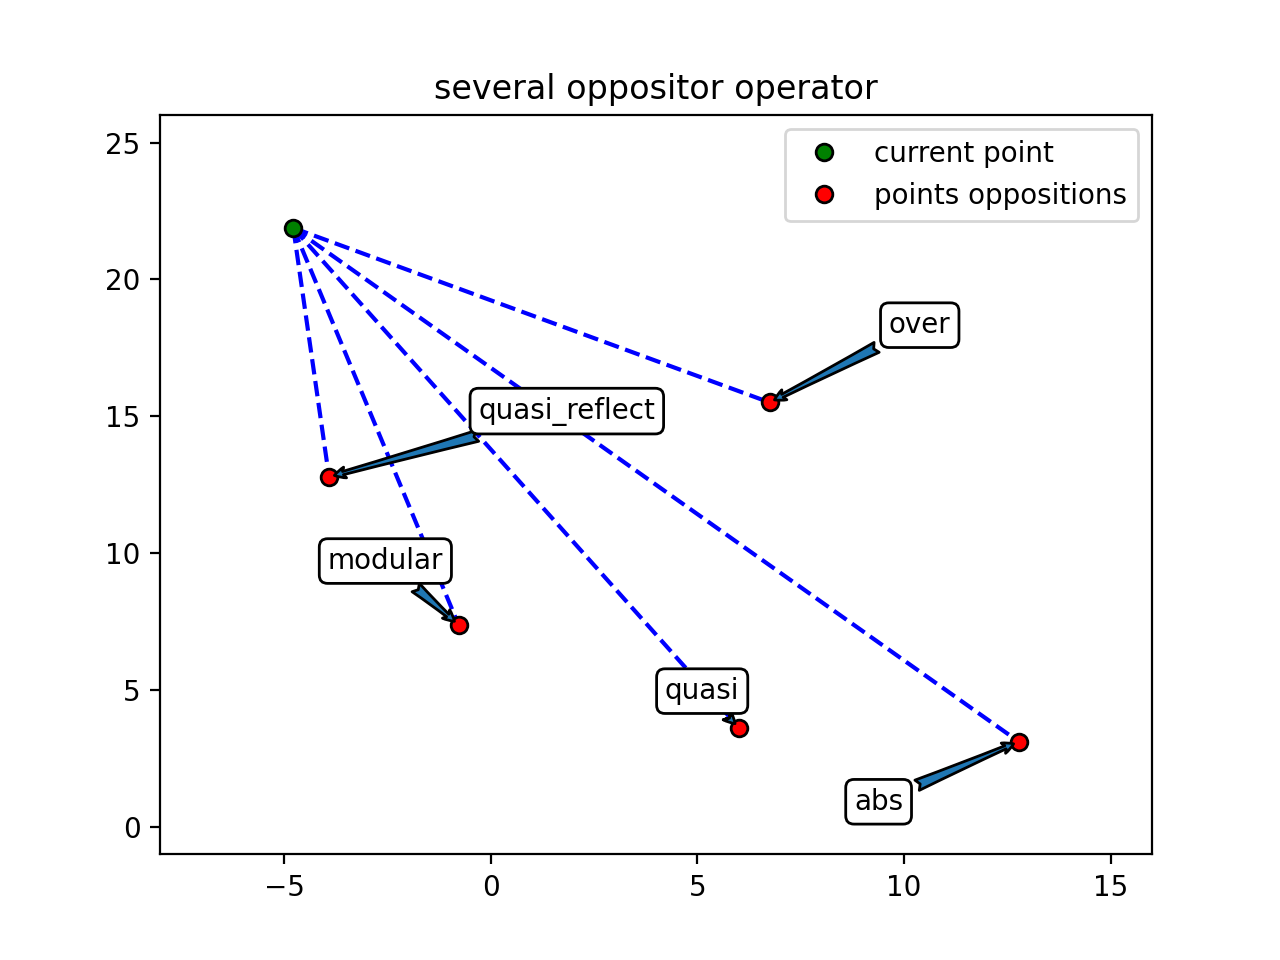 several oppositor operator
25
20
15
10
5
0
−5
0
5
10
15
current point
points oppositions
over
quasi_reflect
modular
quasi
abs